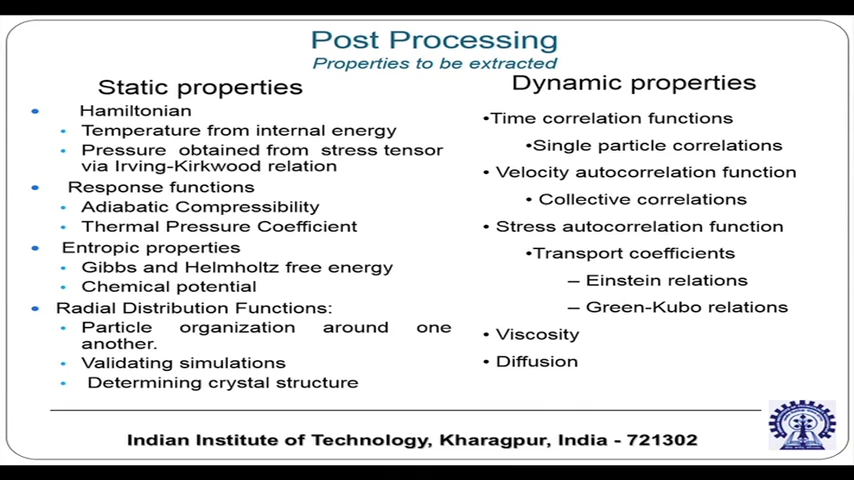 Post Processing
Properties to be extracted
Static properties
• Hamiltonian
• Temperature from internal energy
• Pressure obtained from stress tensor
via Irving-Kirkwood relation
• Response functions
• Adiabatic Compressibility
• Thermal Pressure Coefficient
• Entropic properties
• Gibbs and Helmholtz free energy
• Chemical potential
• Radial Distribution Functions:
• Particle organization around one
another.
• Validating simulations
• Determining crystal structure
Dynamic properties
•Time correlation functions
•Single particle correlations
• Velocity autocorrelation function
• Collective correlations
• Stress autocorrelation function
•Transport coefficients
– Einstein relations
– Green-Kubo relations
• Viscosity
• Diffusion
Indian Institute of Technology, Kharagpur, India - 721302